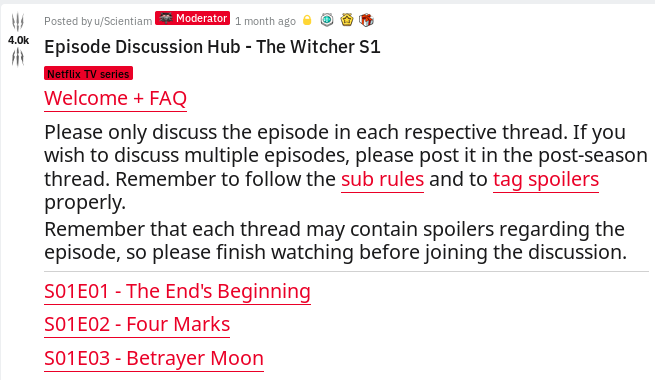 Posted by u/Scientiam Moderator 1 month ago
4.0k
Episode Discussion Hub - The Witcher S1
Netflix TV series
Welcome + FAQ
Please only discuss the episode in each respective thread. If you
wish to discuss multiple episodes, please post it in the post-season
thread. Remember to follow the sub rules and to tag spoilers
properly.
Remember that each thread may contain spoilers regarding the
episode, so please finish watching before joining the discussion.
S01E01 - The End's Beginning
S01E02 - Four Marks
S01E03 - Betrayer Moon